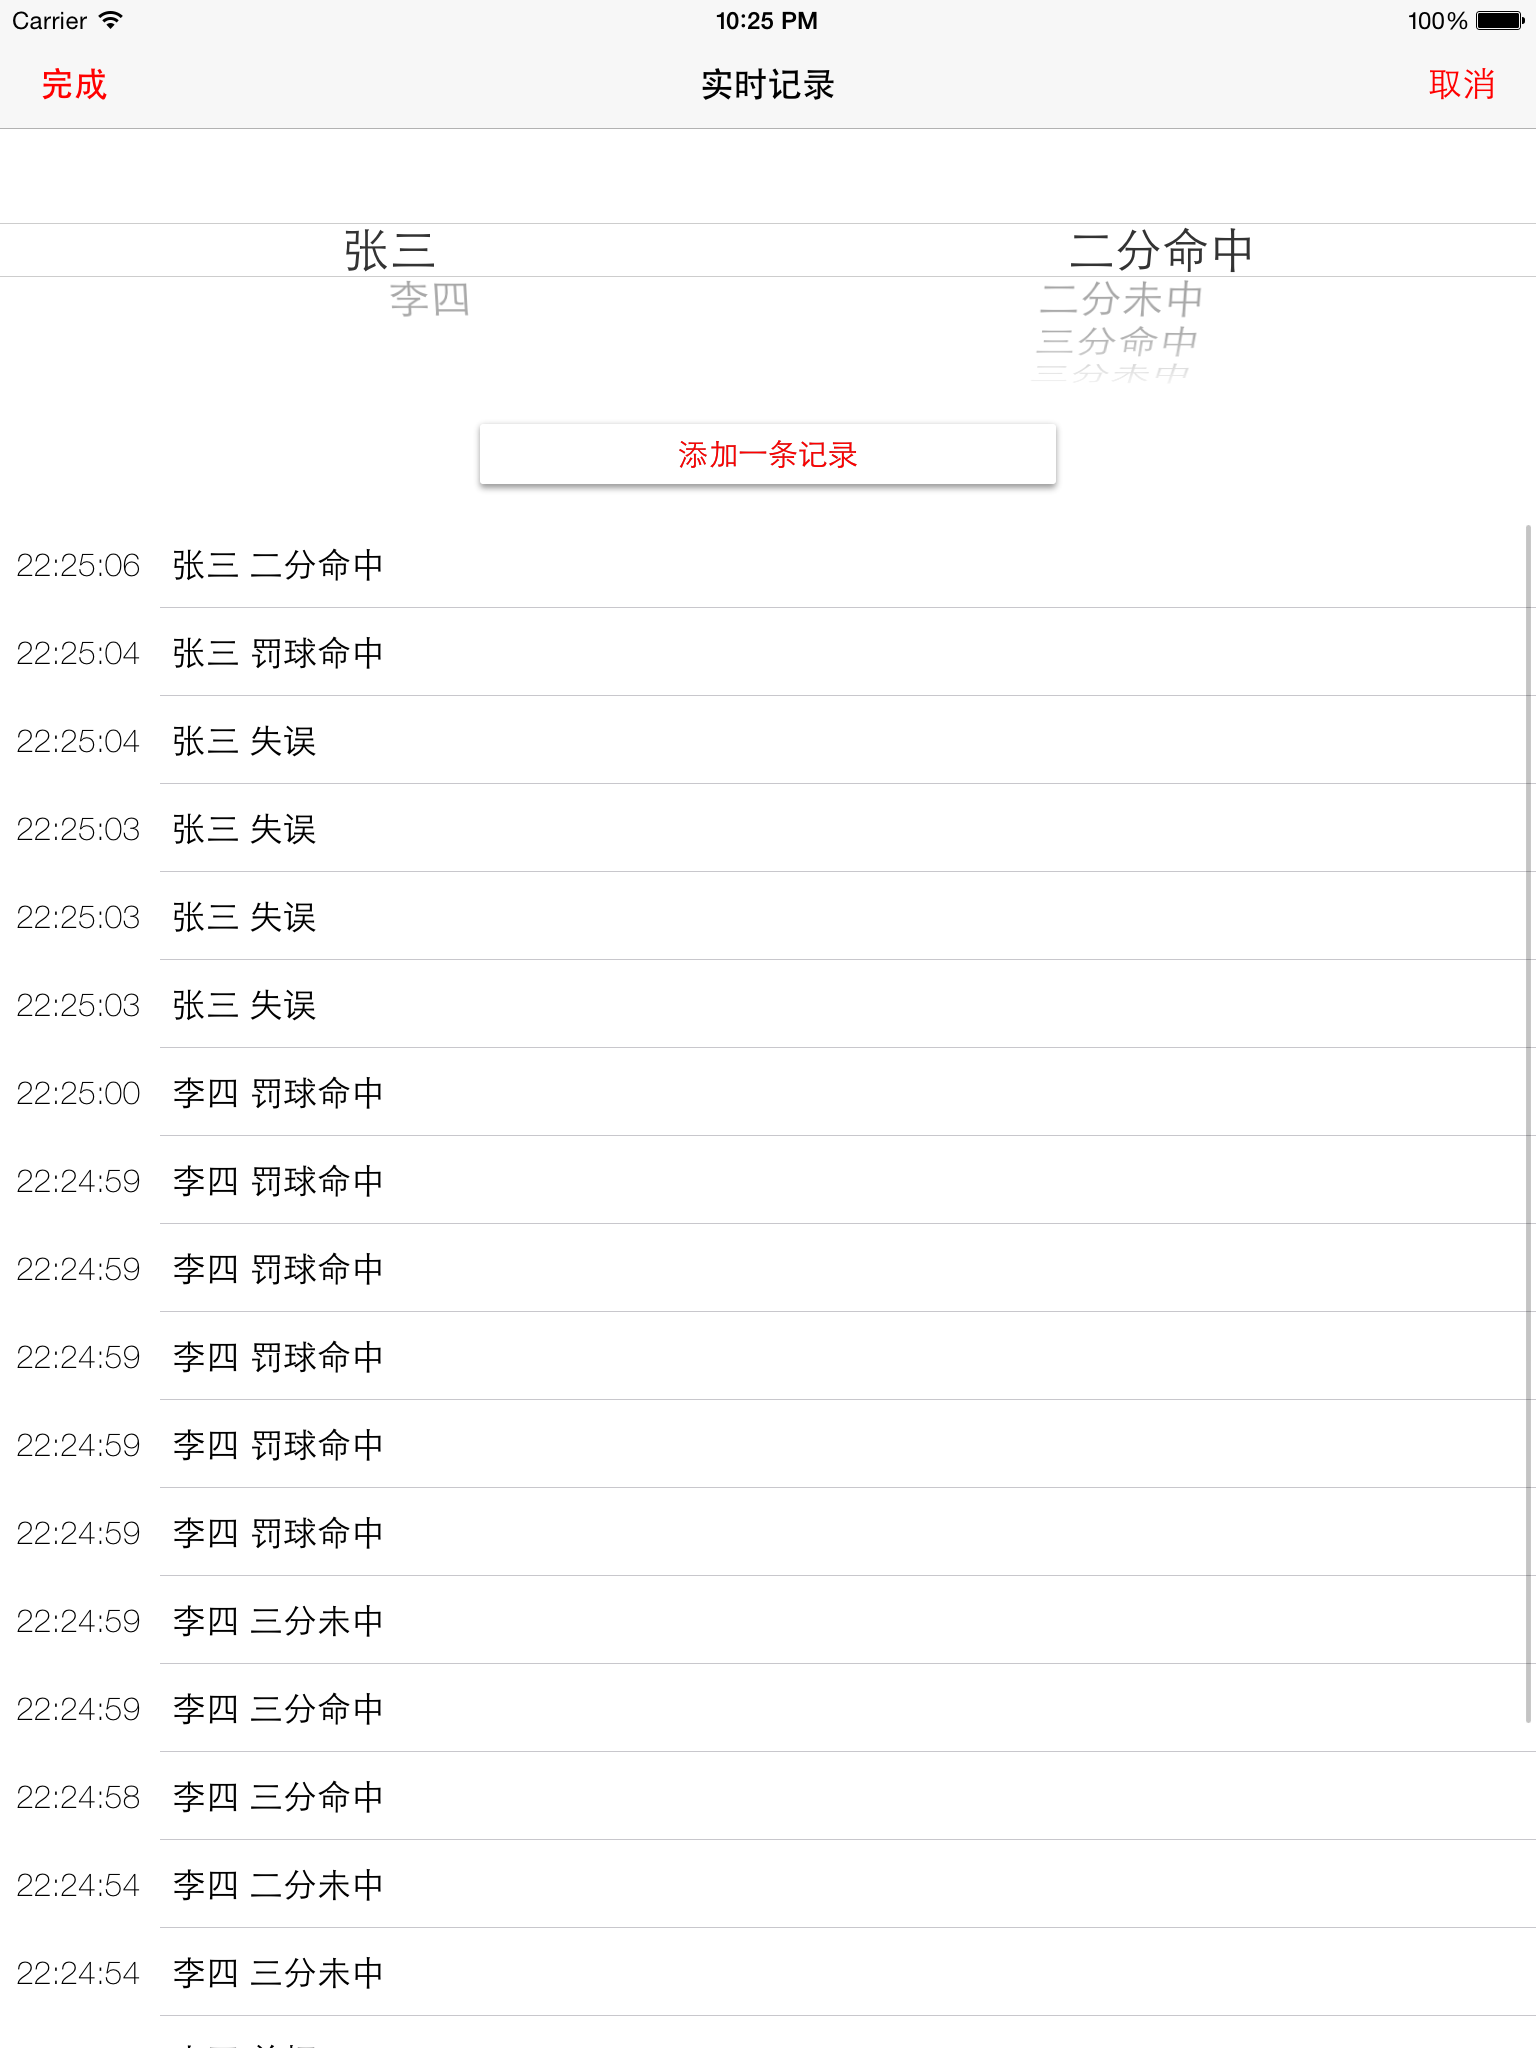 Carrier 10:25 PM 100%
完成 实时记录 取消
张三 二分命中
李四 二分未中
三分命中
三分未中
添加一条记录
22:25:06 张三 二分命中
22:25:04 张三 罚球命中
22:25:04 张三 失误
22:25:03 张三 失误
22:25:03 张三 失误
22:25:03 张三 失误
22:25:00 李四 罚球命中
22:24:59 李四 罚球命中
22:24:59 李四 罚球命中
22:24:59 李四 罚球命中
22:24:59 李四 罚球命中
22:24:59 李四 罚球命中
22:24:59 李四 三分未中
22:24:59 李四 三分命中
22:24:58 李四 三分命中
22:24:54 李四 二分未中
22:24:54 李四 三分未中